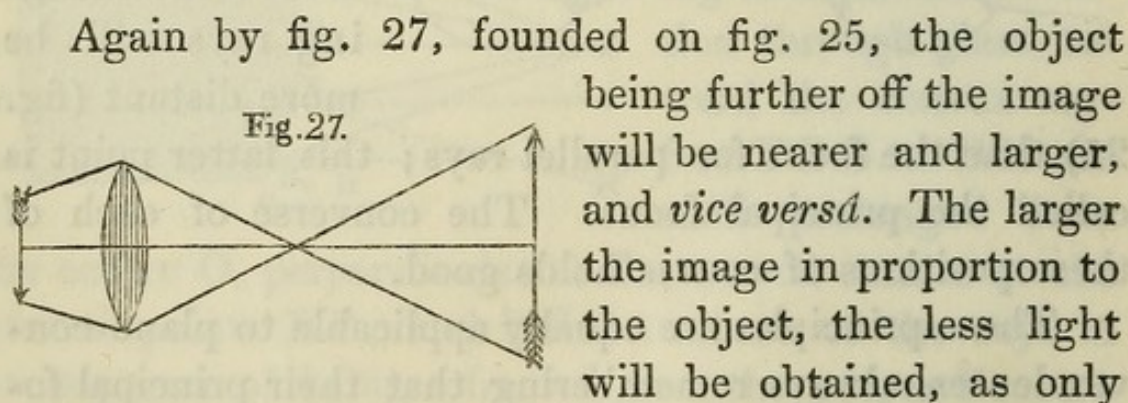 Again by fig. 27, founded on fig. 25, the object
being further off the image
Fig.27.
will be nearer and larger,
and vice versâ. The larger
the image in proportion to
the object, the less light
will be obtained, as only